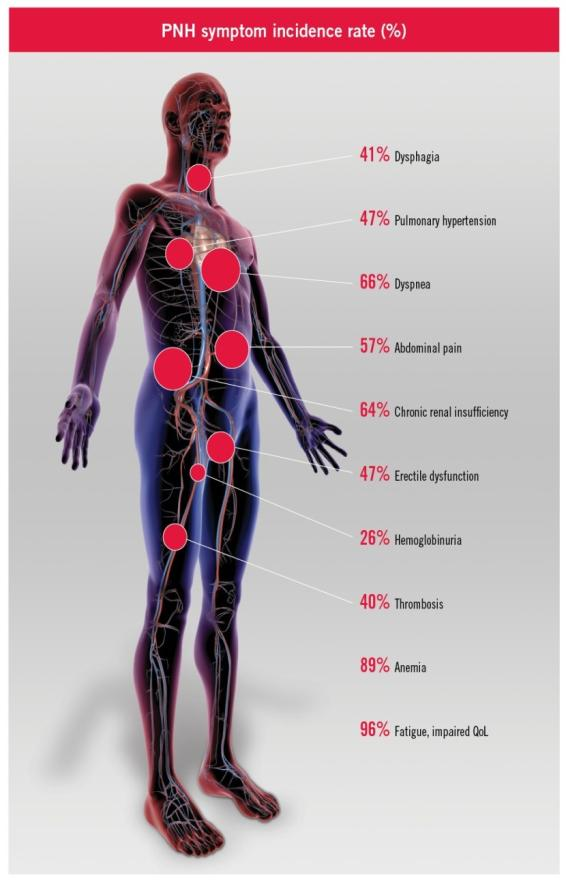 PNH symptom incidence rate (%)
41% Dysphagia
47% Pulmonary hypertension
66% Dyspnea
57% Abdominal pain
64% Chronic renal insufficiency
47% Erectile dysfunction
26% Hemoglobinuria
40% Thrombosis
89% Anemia
96% Fatigue, impaired QoL